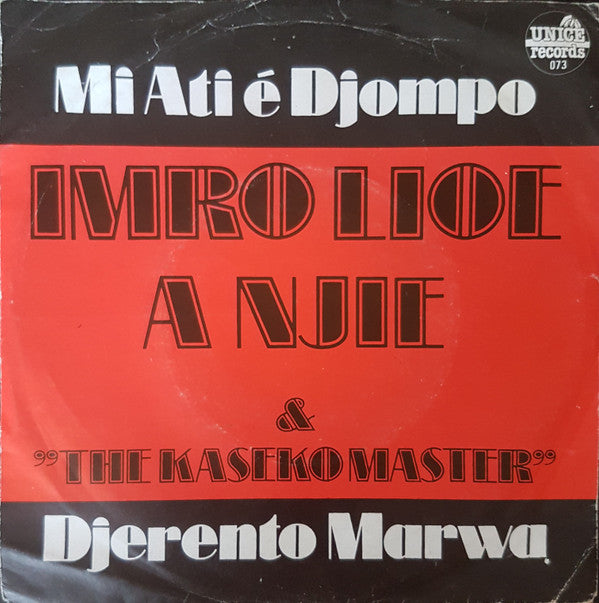 UNICE
records
073
Mi Ati é Djompo
IMRO LIOE
A NJIE
&
”THE KASEKO MASTER”
Djerento Marwa.